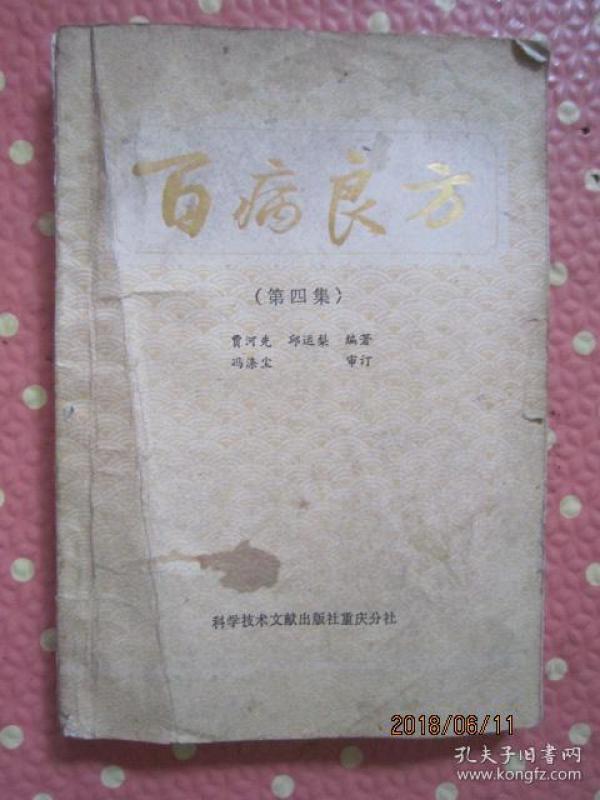 百病良方
（第四集）
贾河先 邱运梨 编著
冯涤尘 审订
科学技术文献出版社重庆分社
2018/06/11
孔夫子旧書网
www.kongfz.com